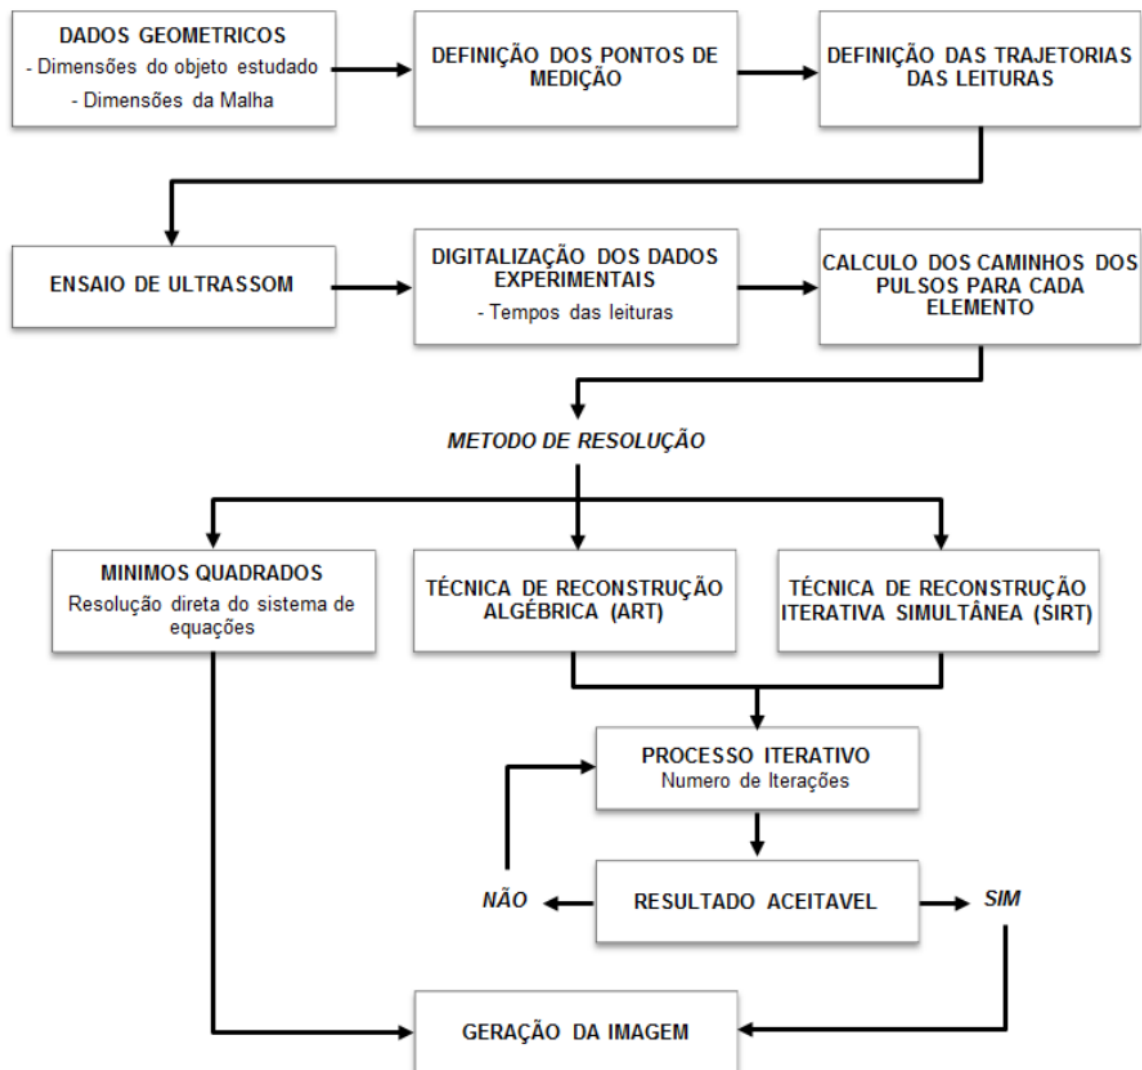 DADOS GEOMETRICOS
- Dimensões do objeto estudado
- Dimensões da Malha
DEFINIÇÃO DOS PONTOS DE
MEDIÇÃO
DEFINIÇÃO DAS TRAJETORIAS
DAS LEITURAS
ENSAIO DE ULTRASSOM
DIGITALIZAÇÃO DOS DADOS
EXPERIMENTAIS
- Tempos das leituras
CALCULO DOS CAMINHOS DOS
PULSOS PARA CADA
ELEMENTO
METODO DE RESOLUÇÃO
MINIMOS QUADRADOS
Resolução direta do sistema de
equações
TÉCNICA DE RECONSTRUÇÃO
ALGÉBRICA (ART)
TÉCNICA DE RECONSTRUÇÃO
ITERATIVA SIMULTÂNEA (SIRT)
PROCESSO ITERATIVO
Numero de Iterações
RESULTADO ACEITAVEL
NÃO
SIM
GERAÇÃO DA IMAGEM